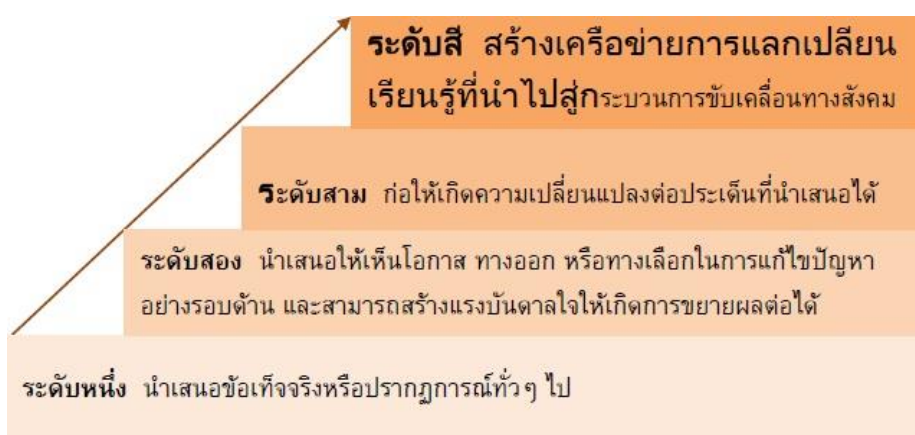 ระดับสี่ สร้างเครือข่ายการแลกเปลี่ยน
เรียนรู้ที่นำไปสู่กระบวนการขับเคลื่อนทางสังคม
ระดับสาม ก่อให้เกิดความเปลี่ยนแปลงต่อประเด็นที่นำเสนอได้
ระดับสอง นำเสนอให้เห็นโอกาส ทางออก หรือทางเลือกในการแก้ไขปัญหา
อย่างรอบด้าน และสามารถสร้างแรงบันดาลใจให้เกิดการขยายผลต่อได้
ระดับหนึ่ง นำเสนอข้อเท็จจริงหรือปรากฏการณ์ทั่วๆ ไป